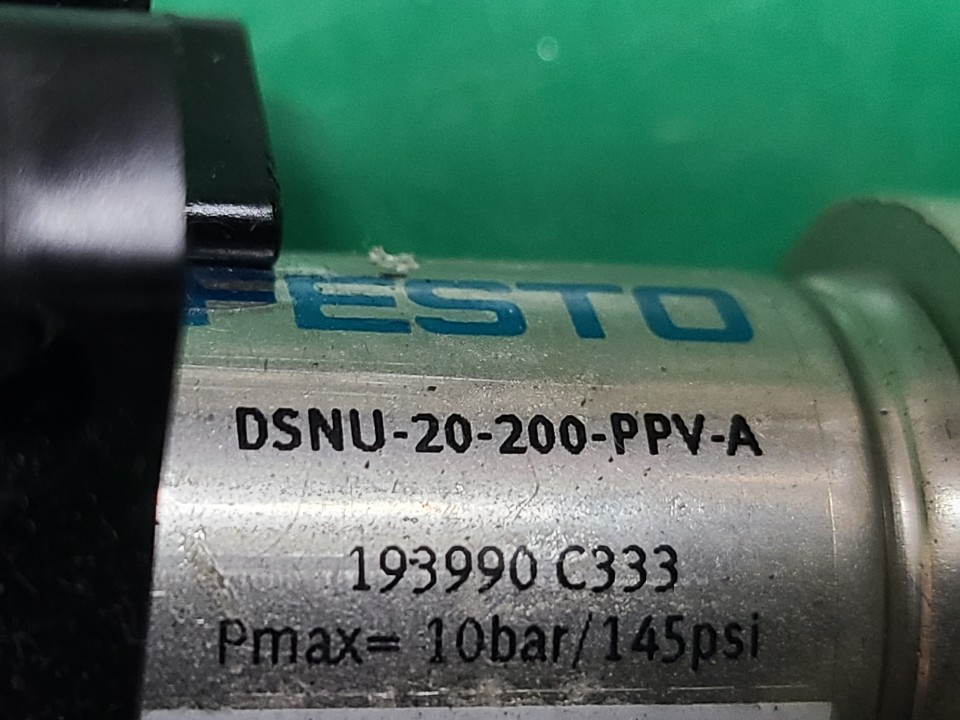 FESTO
DSNU-20-200-PPV-A
193990 C333
Pmax= 10bar/145psi